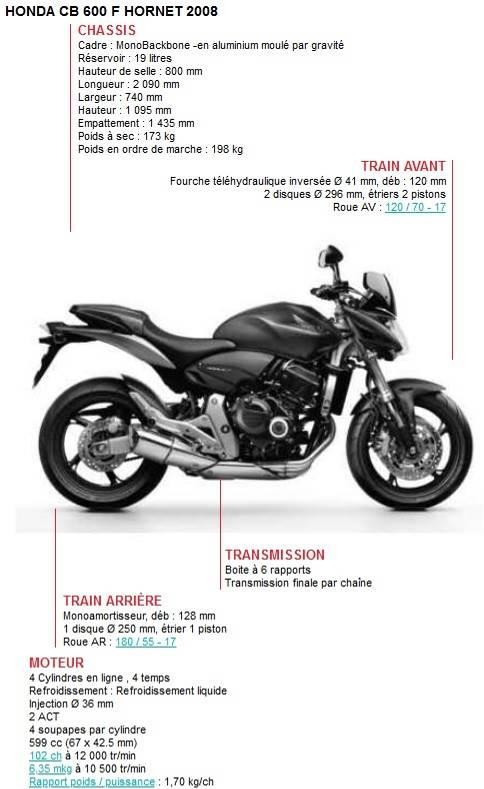 HONDA CB 600 F HORNET 2008
CHASSIS
Cadre : MonoBackbone -en aluminium moulé par gravité
Réservoir : 19 litres
Hauteur de selle : 800 mm
Longueur : 2 090 mm
Largeur : 740 mm
Hauteur : 1 095 mm
Empattement : 1 435 mm
Poids à sec : 173 kg
Poids en ordre de marche : 198 kg
TRAIN AVANT
Fourche téléhydraulique inversée Ø 41 mm, déb : 120 mm
2 disques Ø 296 mm, étriers 2 pistons
Roue AV : 120 / 70 - 17
TRANSMISSION
Boite à 6 rapports
Transmission finale par chaîne
TRAIN ARRIÈRE
Monoamortisseur, déb : 128 mm
1 disque Ø 250 mm, étrier 1 piston
Roue AR : 180 / 55 - 17
MOTEUR
4 Cylindres en ligne , 4 temps
Refroidissement : Refroidissement liquide
Injection Ø 36 mm
2 ACT
4 soupapes par cylindre
599 cc (67 x 42.5 mm)
102 ch à 12 000 tr/min
6,35 mkg à 10 500 tr/min
Rapport poids / puissance : 1,70 kg/ch